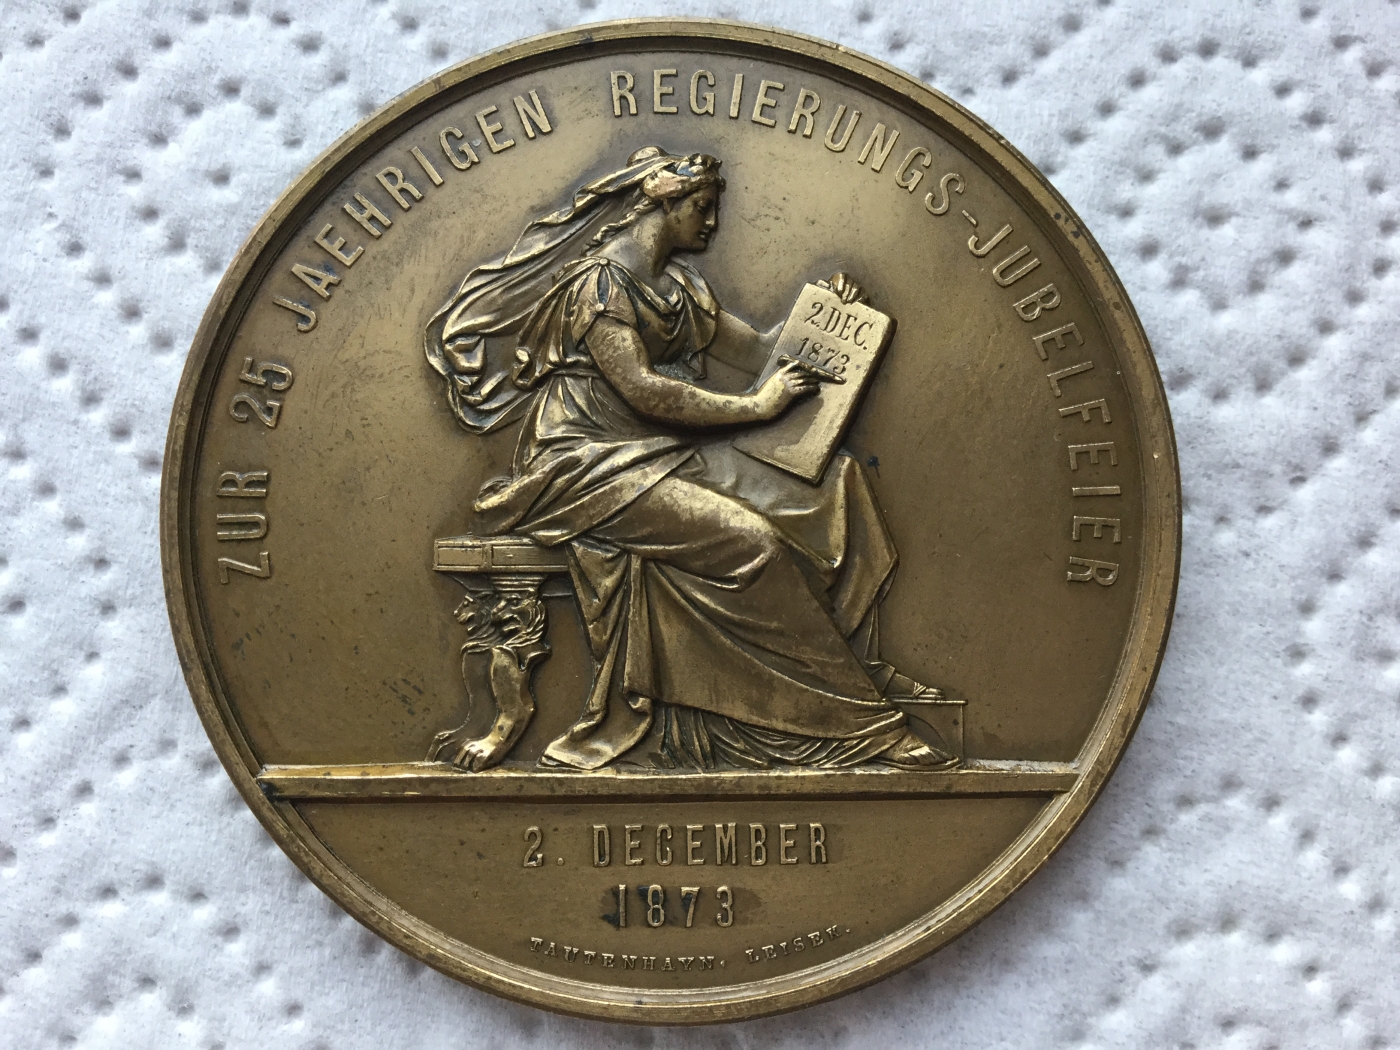 ZUR 25 JAEHRIGEN REGIERUNGS-JUBELFEIER
2.DEC.
1873
2. DECEMBER
1873
TAUTENHAYN. LEISEK.